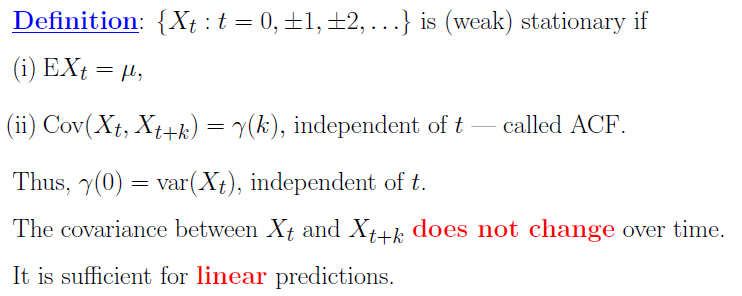 Definition: {X_t : t = 0, ±1, ±2, . . .} is (weak) stationary if
(i) EX_t = μ,
(ii) Cov(X_t, X_{t+k}) = γ(k), independent of t — called ACF.
Thus, γ(0) = var(X_t), independent of t.
The covariance between X_t and X_{t+k} does not change over time.
It is sufficient for linear predictions.